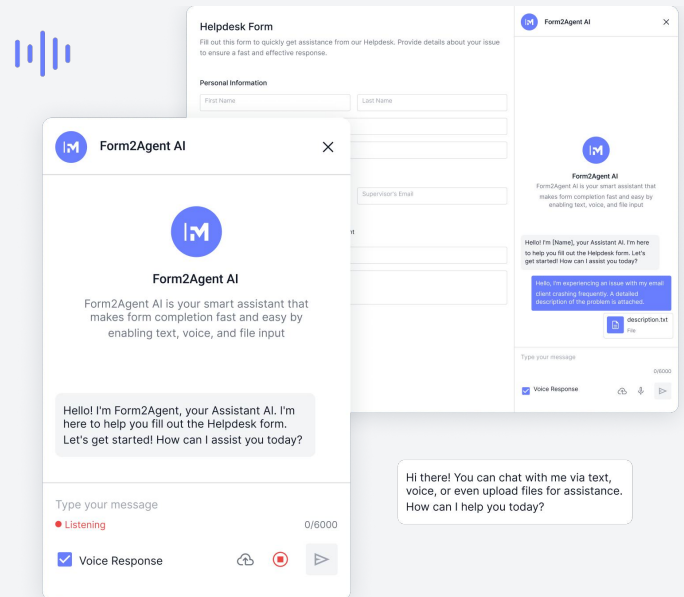 Helpdesk Form
Fill out this form to quickly get assistance from our Helpdesk. Provide details about your issue
to ensure a fast and effective response.
Personal Information
First Name
Last Name
Supervisor's Email
nt
Form2Agent AI
Form2Agent AI
Form2Agent AI is your smart assistant that
makes form completion fast and easy by
enabling text, voice, and file input
Hello! I'm [Name], your Assistant AI. I'm here
to help you fill out the Helpdesk form. Let's
get started! How can I assist you today?
Hello, I'm experiencing an issue with my email
client crashing frequently. A detailed
description of the problem is attached.
description.txt
File
Type your message
0/6000
Voice Response
Form2Agent AI
Form2Agent AI
Form2Agent AI is your smart assistant that
makes form completion fast and easy by
enabling text, voice, and file input
Hello! I'm Form2Agent, your Assistant AI. I'm
here to help you fill out the Helpdesk form.
Let's get started! How can I assist you today?
Type your message
Listening
0/6000
Voice Response
Hi there! You can chat with me via text,
voice, or even upload files for assistance.
How can I help you today?